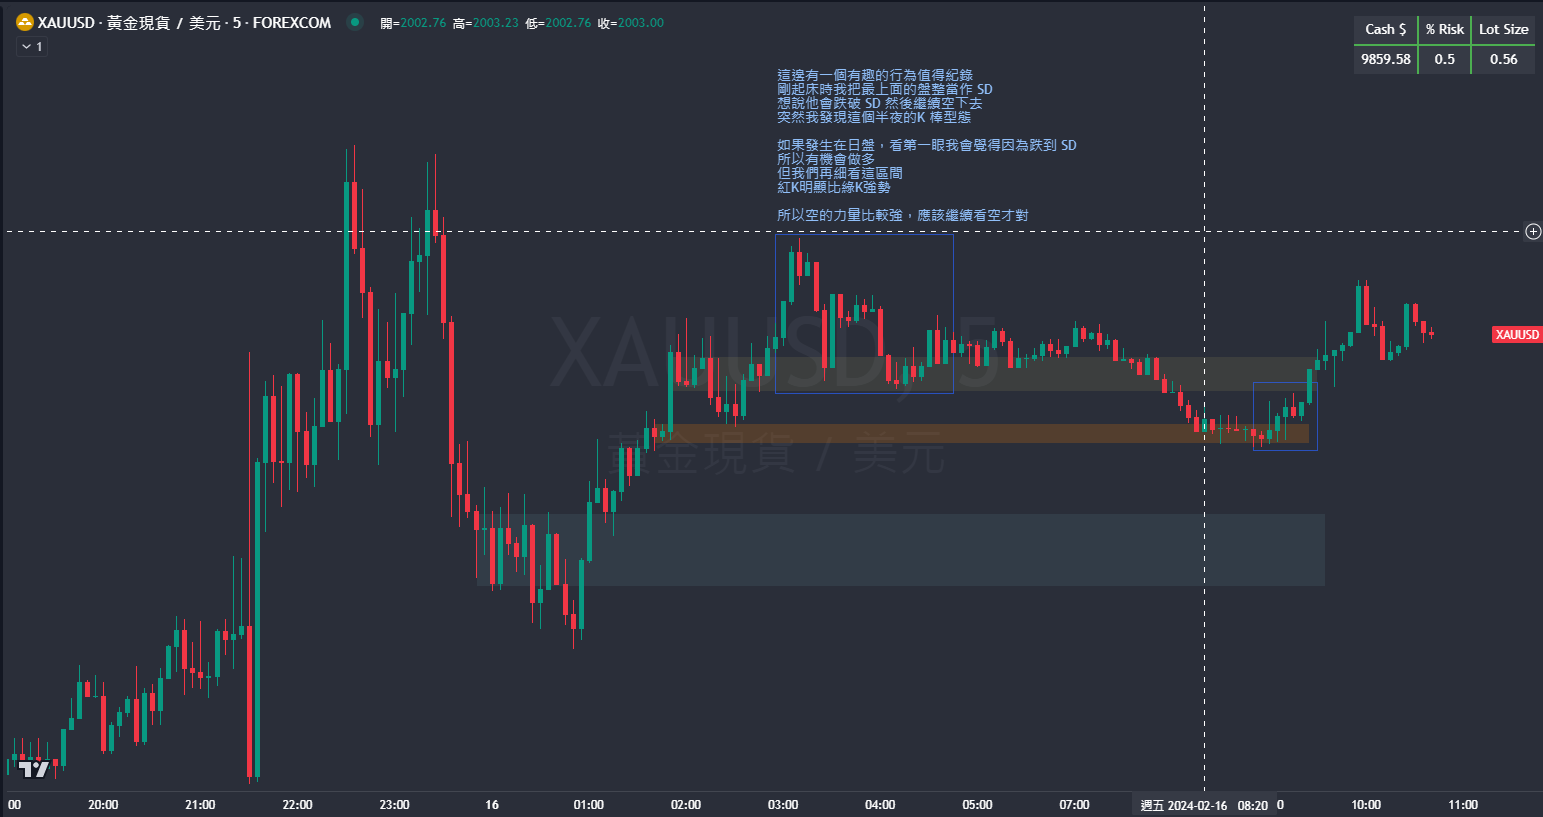 XAUUSD · 黃金現貨 / 美元 · 5 · FOREXCOM
開=2002.76 高=2003.23 低=2002.76 收=2003.00
1
Cash $ % Risk Lot Size
9859.58 0.5 0.56
這邊有一個有趣的行為值得紀錄
剛起床時我把最上面的盤整當作 SD
想說他會跌破 SD 然後繼續空下去
突然我發現這個半夜的K 棒型態
如果發生在日盤，看第一眼我會覺得因為跌到 SD
所以有機會做多
但我們再細看這區間
紅K明顯比綠K強勢
所以空的力量比較強，應該繼續看空才對
XAUUSD, 5
黃金現貨 / 美元
XAUUSD
00 20:00 21:00 22:00 23:00 16 01:00 02:00 03:00 04:00 05:00 07:00 週五 2024-02-16 08:20 0 10:00 11:00